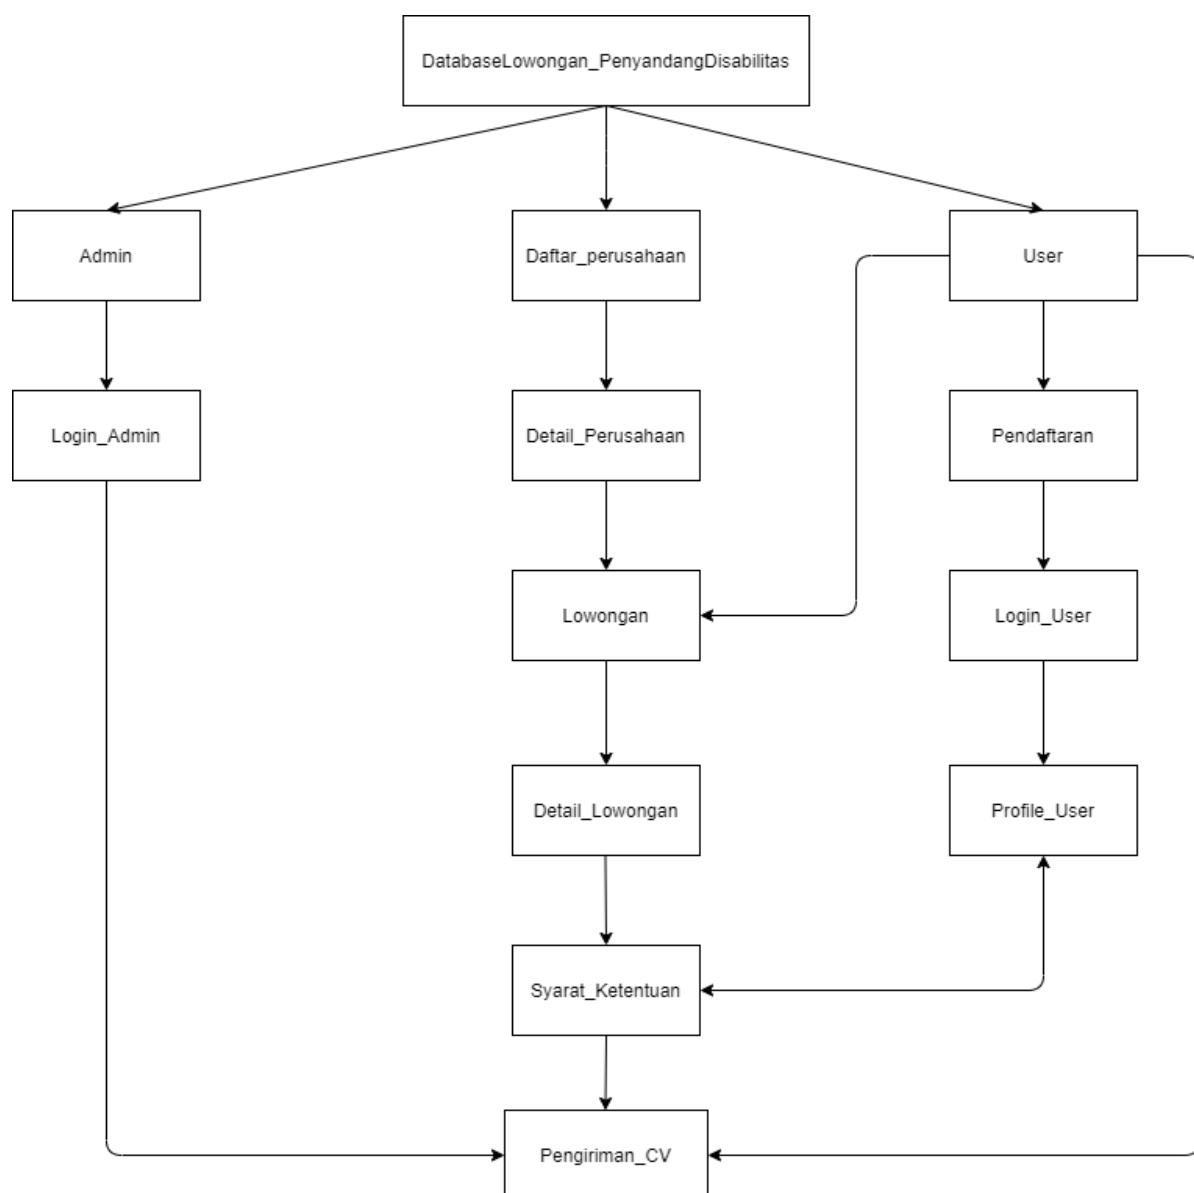 DatabaseLowongan_PenyandangDisabilitas
Admin
Daftar_perusahaan
User
Login_Admin
Detail_Perusahaan
Pendaftaran
Lowongan
Login_User
Detail_Lowongan
Profile_User
Syarat_Ketentuan
Pengiriman_CV